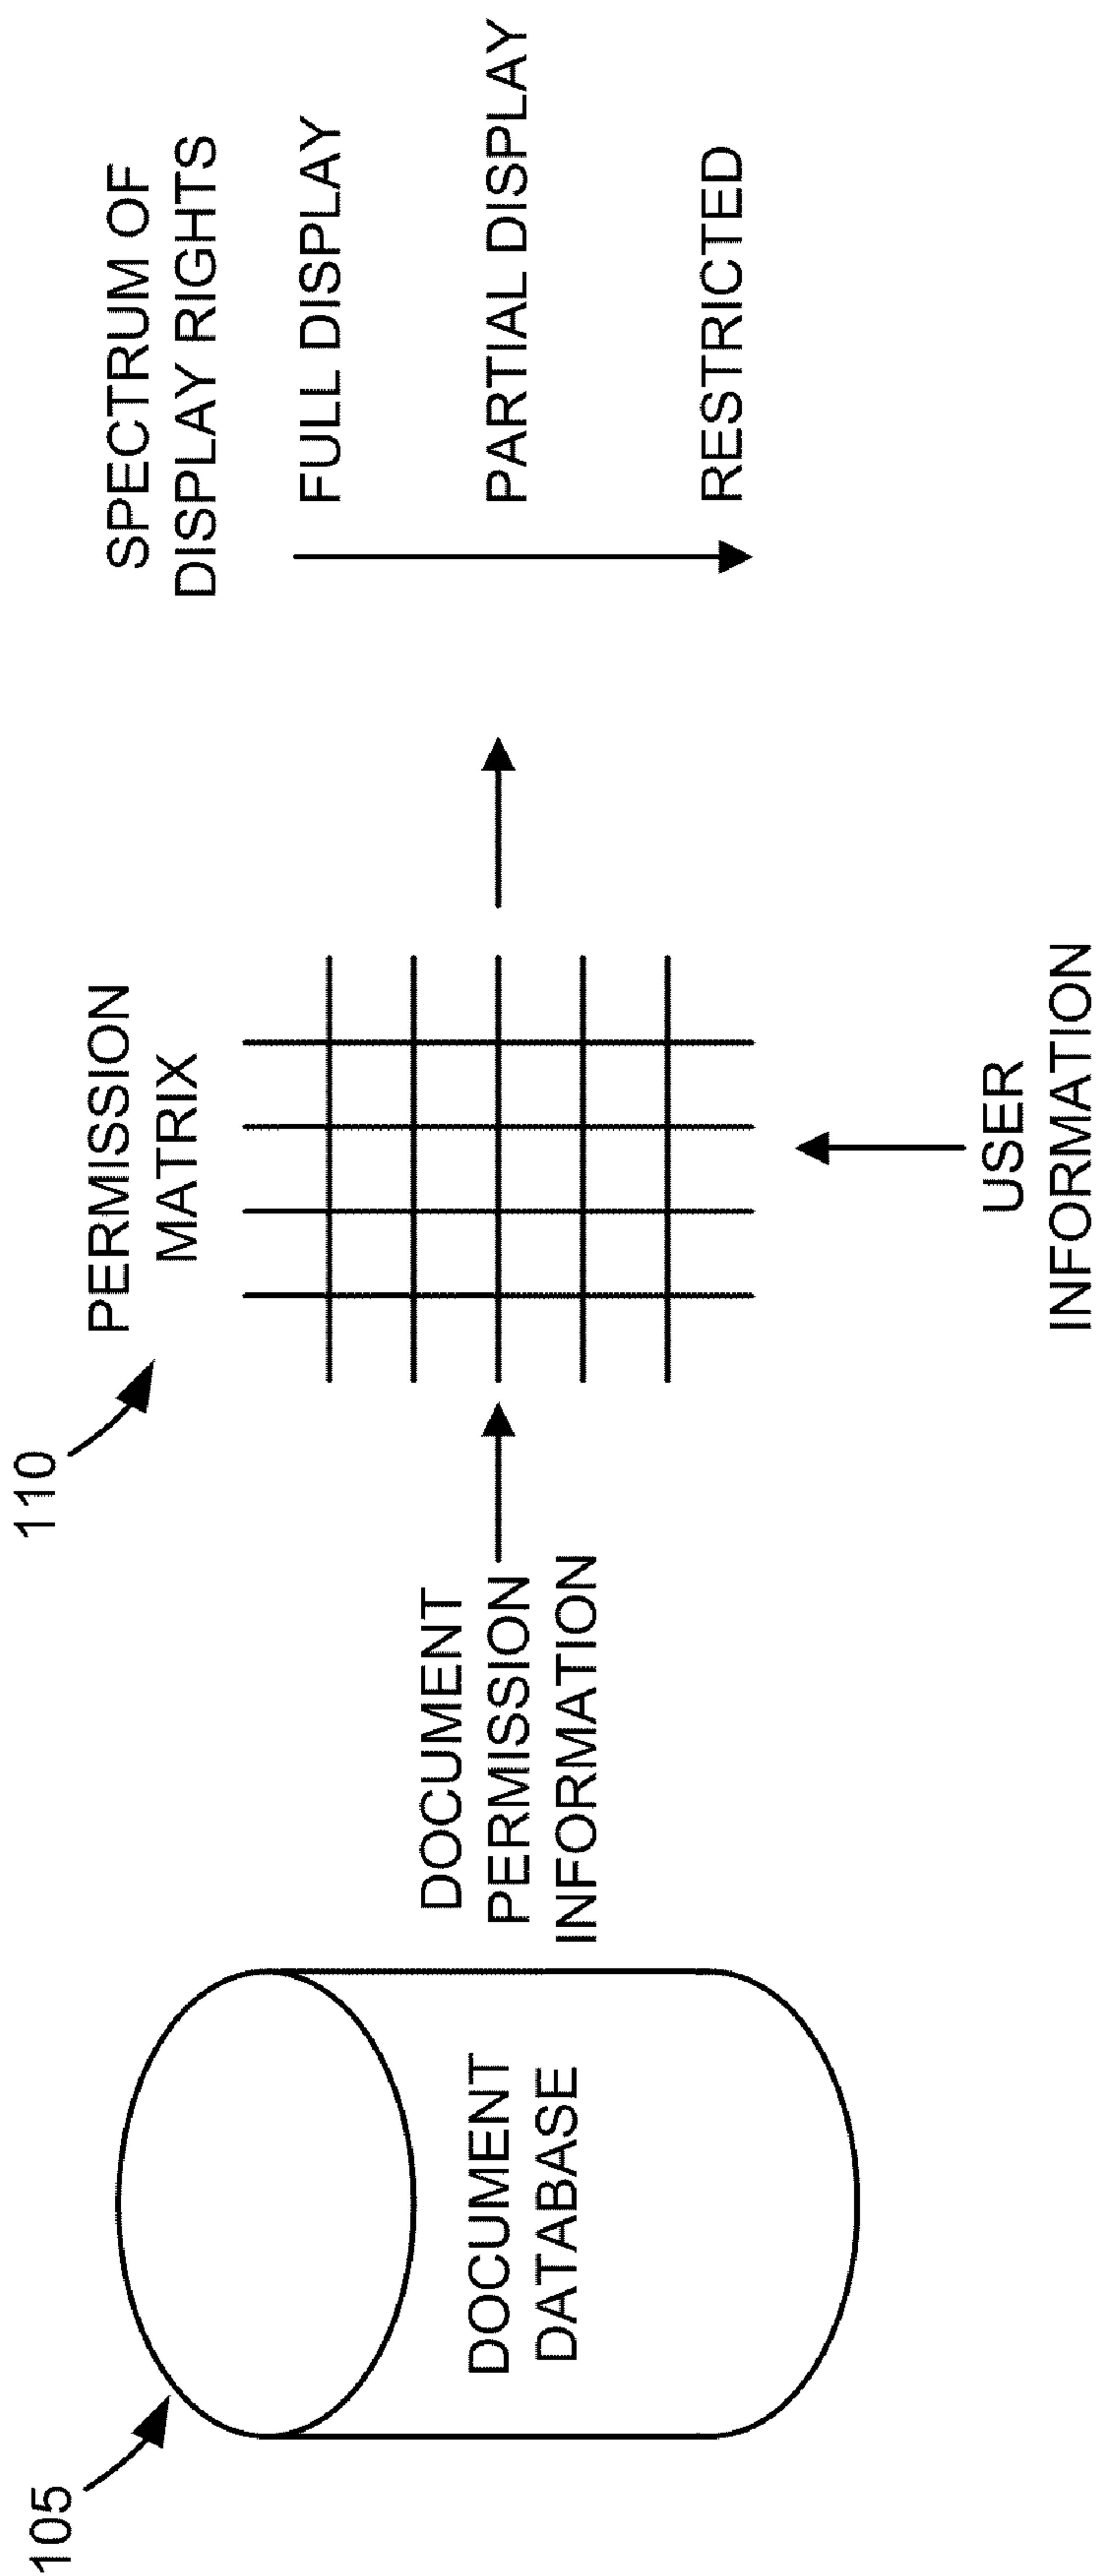 105
DOCUMENT
DATABASE
DOCUMENT
PERMISSION
INFORMATION
110
PERMISSION
MATRIX
USER
INFORMATION
SPECTRUM OF
DISPLAY RIGHTS
FULL DISPLAY
PARTIAL DISPLAY
RESTRICTED